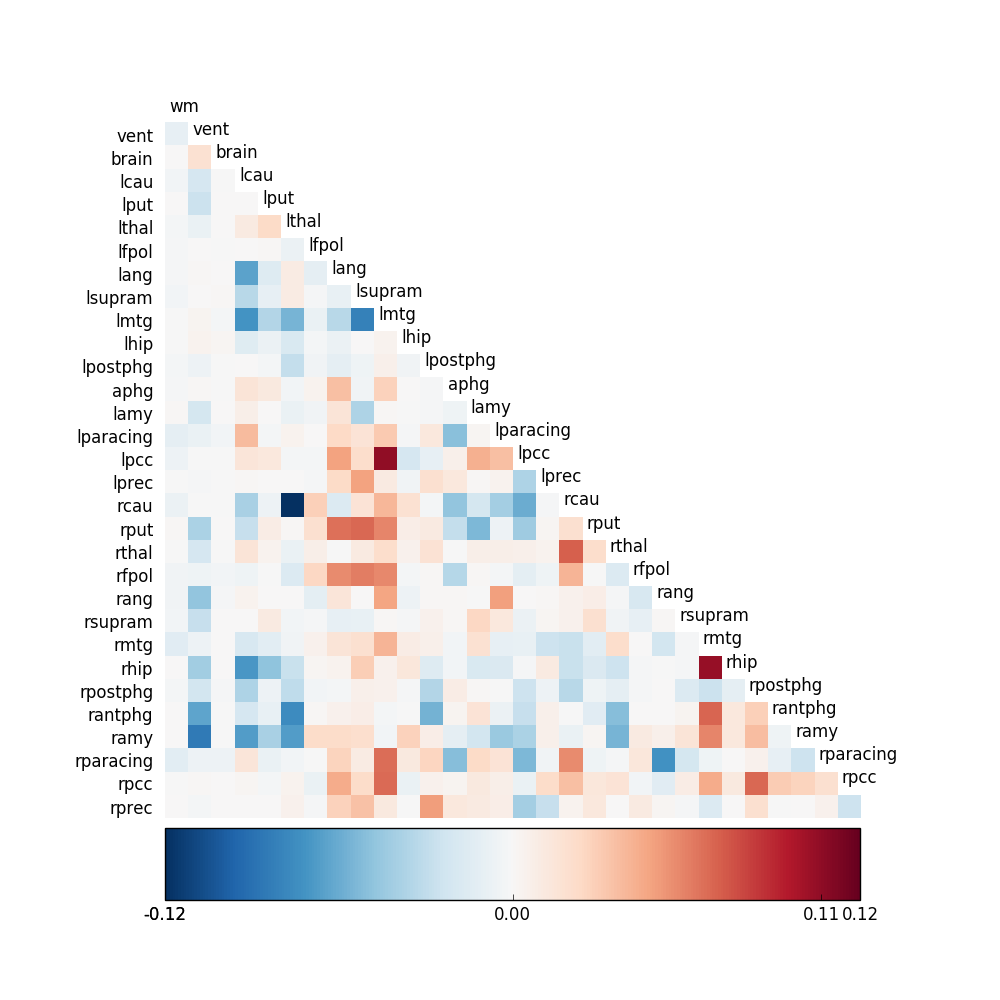 wm
vent vent
brain brain
lcau lcau
lput lput
lthal lthal
lfpol lfpol
lang lang
lsupram lsupram
lmtg lmtg
lhip lhip
lpostphg lpostphg
aphg aphg
lamy lamy
lparacing lparacing
lpcc lpcc
lprec lprec
rcau rcau
rput rput
rthal rthal
rfpol rfpol
rang rang
rsupram rsupram
rmtg rmtg
rhip rhip
rpostphg rpostphg
rantphg rantphg
ramy ramy
rparacing rparacing
rpcc rpcc
rprec
-0.12 0.00 0.11 0.12